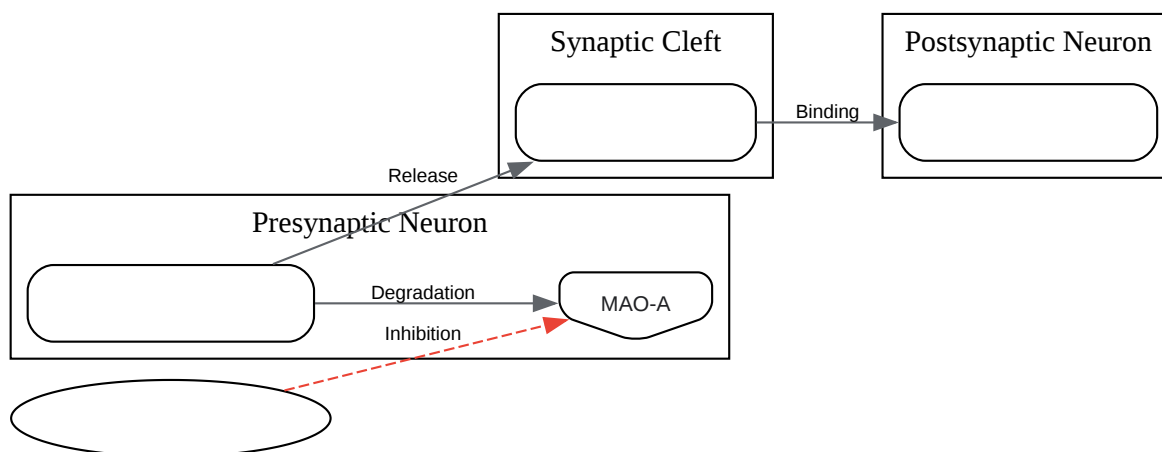 Synaptic Cleft
Postsynaptic Neuron
Binding
Release
Presynaptic Neuron
Degradation
MAO-A
Inhibition